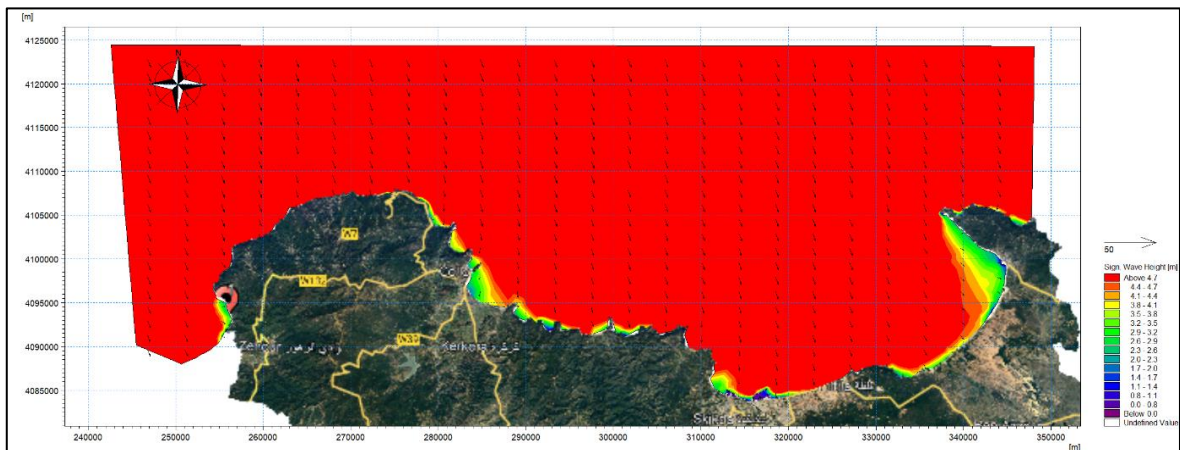 [m]
4125000
N
4120000
4115000
4110000
4105000
4100000
4095000
4090000
4085000
W7
W132
W39
Kerkera
Zerdour
50
Sign. Wave Height [m]
Above 4.7
4.4 - 4.7
4.1 - 4.4
3.8 - 4.1
3.5 - 3.8
3.2 - 3.5
2.9 - 3.2
2.6 - 2.9
2.3 - 2.6
2.0 - 2.3
1.7 - 2.0
1.4 - 1.7
1.1 - 1.4
0.8 - 1.1
0.0 - 0.8
Below 0.0
Undefined Value
240000 250000 260000 270000 280000 290000 300000 310000 320000 330000 340000 350000
[m]